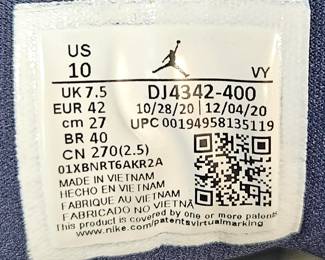 US
10
VY
UK 7.5 DJ4342-400
EUR 42 10/28/20 12/04/20
cm 27 UPC 00194958135119
BR 40
CN 270(2.5)
01XBNRT6AKR2A
MADE IN VIETNAM
HECHO EN VIETNAM
FABRIQUE AU VIETNAM
FABRICADO NO VIETNÃ
This product is covered by one or more patents
www.nike.com/patentsvirtualmarking